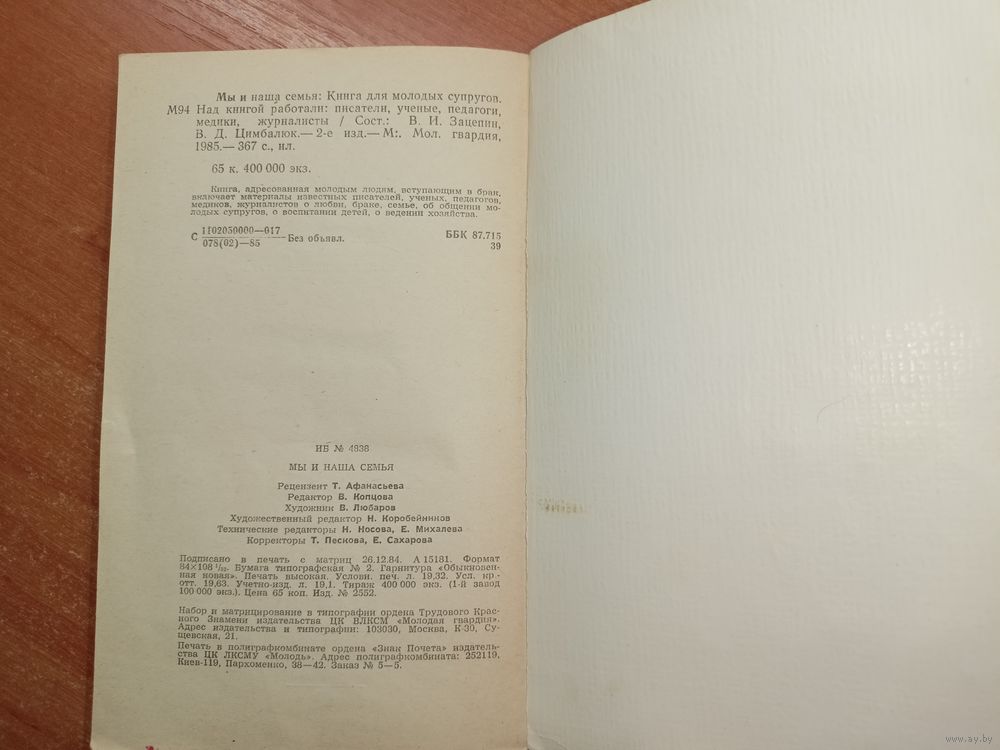 Мы и наша семья: Книга для молодых супругов.
М94 Над книгой работали: писатели, ученые, педагоги,
медики, журналисты / Сост.: В. И. Зацепин,
В. Д. Цимбалюк.— 2-е изд.— М:. Мол. гвардия,
1985.— 367 с., ил.
65 к. 400 000 экз.
Книга, адресованная молодым людям, вступающим в брак,
включает материалы известных писателей, ученых, педагогов,
медиков, журналистов о любви, браке, семье, об общении мо-
лодых супругов, о воспитании детей, о ведении хозяйства.
С 1102050000—017 / 078(02)—85 Без объявл.
ББК 87.715
39
ИБ № 4838
МЫ И НАША СЕМЬЯ
Рецензент Т. Афанасьева
Редактор В. Копцова
Художник В. Любаров
Художественный редактор Н. Коробейников
Технические редакторы Н. Носова, Е. Михалева
Корректоры Т. Пескова, Е. Сахарова
Подписано в печать с матриц 26.12.84. А 15181. Формат
84×108 1/32. Бумага типографская № 2. Гарнитура «Обыкновен-
ная новая». Печать высокая. Условн. печ. л. 19,32. Усл. кр.-
отт. 19,63. Учетно-изд. л. 19,1. Тираж 400 000 экз. (1-й завод
100 000 экз.). Цена 65 коп. Изд. № 2552.
Набор и матрицирование в типографии ордена Трудового Крас-
ного Знамени издательства ЦК ВЛКСМ «Молодая гвардия».
Адрес издательства и типографии: 103030, Москва, К-30, Су-
щевская, 21.
Печать в полиграфкомбинате ордена «Знак Почета» издатель-
ства ЦК ЛКСМУ «Молодь». Адрес полиграфкомбината: 252119,
Киев-119, Пархоменко, 38—42. Заказ № 5—5.
www.ay.by